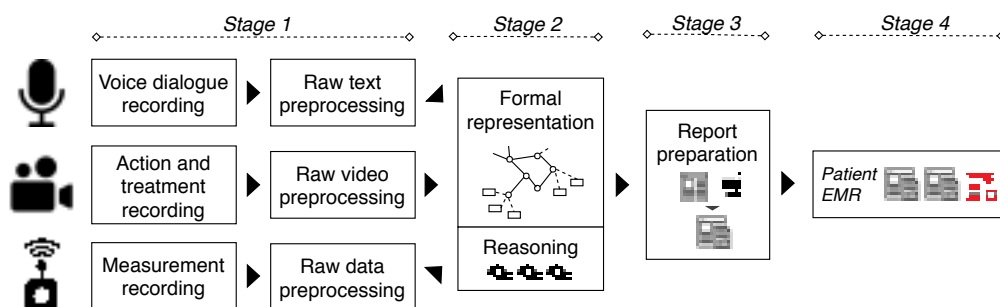 Stage 1
Stage 2
Stage 3
Stage 4
Voice dialogue
recording
Raw text
preprocessing
Action and
treatment
recording
Raw video
preprocessing
Measurement
recording
Raw data
preprocessing
Formal
representation
Reasoning
Report
preparation
Patient
EMR